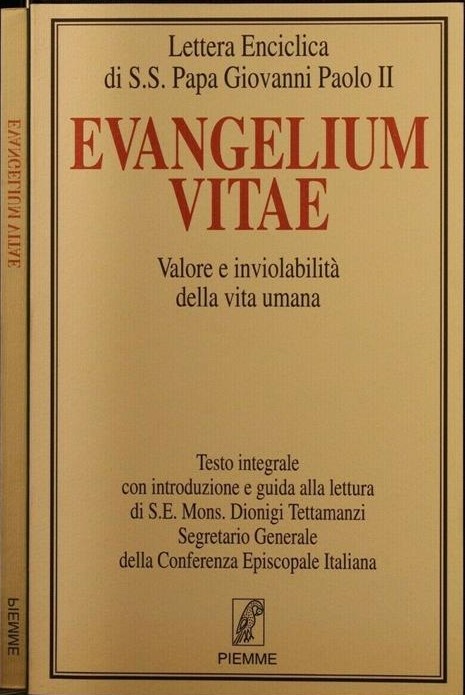 EVANGELIUM VITAE
PIEMME
Lettera Enciclica
di S.S. Papa Giovanni Paolo II
EVANGELIUM
VITAE
Valore e inviolabilità
della vita umana
Testo integrale
con introduzione e guida alla lettura
di S.E. Mons. Dionigi Tettamanzi
Segretario Generale
della Conferenza Episcopale Italiana
PIEMME